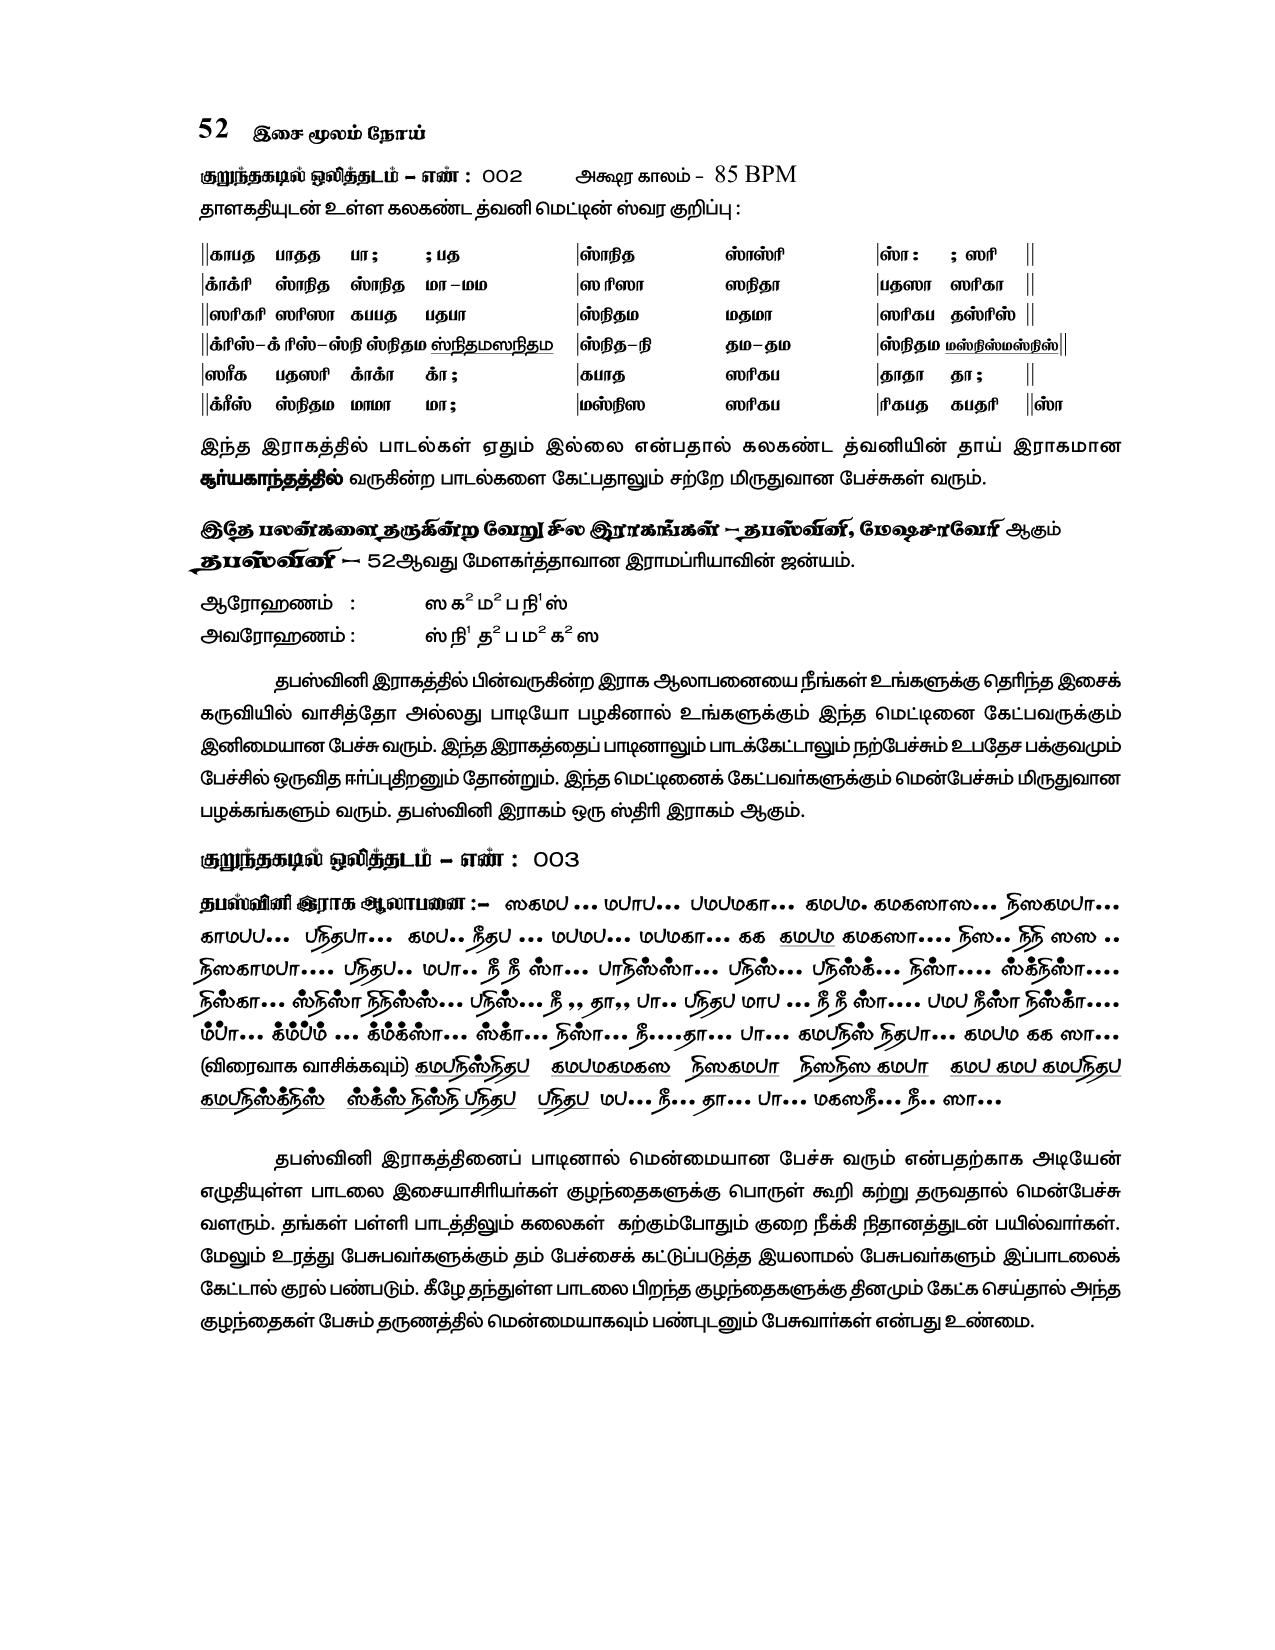 52 இசை மூலம் நோய்
குறுந்தகடில் ஒலித்தடம் – எண் : 002 அக்ஷர காலம் - 85 BPM
தாளகதியுடன் உள்ள கலகண்ட த்வனி மெட்டின் ஸ்வர குறிப்பு :
||காபத பாதத பா ; ; பத |ஸ்ாநித ஸ்ாஸ்ரி |ஸ்ா : ; ஸரி ||
|க்ாக்ரி ஸ்ாநித ஸ்ாநித மா –மம |ஸ ரிஸா ஸநிதா |பதஸா ஸரிகா ||
||ஸரிகரி ஸரிஸா கபபத பதபா |ஸ்நிதம மதமா |ஸரிகப தஸ்ரிஸ் ||
||க்ரிஸ்–க் ரிஸ்–ஸ்நி ஸ்நிதம ஸ்நிதமஸநிதம |ஸ்நித–நி தம–தம |ஸ்நிதம மஸ்நிஸ்மஸ்நிஸ்||
|ஸரீக பதஸரி க்ாக்ா க்ா ; |கபாத ஸரிகப |தாதா தா ; ||
||க்ரீஸ் ஸ்நிதம மாமா மா ; |மஸ்நிஸ ஸரிகப |ரிகபத கபதரி ||ஸ்ா
இந்த இராகத்தில் பாடல்கள் ஏதும் இல்லை என்பதால் கலகண்ட த்வனியின் தாய் இராகமான
சூர்யகாந்தத்தில் வருகின்ற பாடல்களை கேட்பதாலும் சற்றே மிருதுவான பேச்சுகள் வரும்.
இதே பலன்களை தருகின்ற வேறு சில இராகங்கள் – தபஸ்வினி, மேஷசாவேரி ஆகும்
தபஸ்வினி – 52ஆவது மேளகர்த்தாவான இராமப்ரியாவின் ஜன்யம்.
ஆரோஹணம் : ஸ க² ம² ப நி¹ ஸ்
அவரோஹணம் : ஸ் நி¹ த² ப ம² க² ஸ
தபஸ்வினி இராகத்தில் பின்வருகின்ற இராக ஆலாபனையை நீங்கள் உங்களுக்கு தெரிந்த இசைக்
கருவியில் வாசித்தோ அல்லது பாடியோ பழகினால் உங்களுக்கும் இந்த மெட்டினை கேட்பவருக்கும்
இனிமையான பேச்சு வரும். இந்த இராகத்தைப் பாடினாலும் பாடக்கேட்டாலும் நற்பேச்சும் உபதேச பக்குவமும்
பேச்சில் ஒருவித ஈர்ப்புதிறனும் தோன்றும். இந்த மெட்டினைக் கேட்பவர்களுக்கும் மென்பேச்சும் மிருதுவான
பழக்கங்களும் வரும். தபஸ்வினி இராகம் ஒரு ஸ்திரி இராகம் ஆகும்.
குறுந்தகடில் ஒலித்தடம் – எண் : 003
தபஸ்வினி இராக ஆலாபனை :– ஸகமப ... மபாப... பமபமகா... கமபம. கமகஸாஸ... நிஸகமபா...
காமபப... பநிதபா... கமப.. நீதப ... மபமப... மபமகா... கக கமபம கமகஸா.... நிஸ.. நிநி ஸஸ ..
நிஸகாமபா.... பநிதப.. மபா.. நீ நீ ஸ்ா... பாநிஸ்ஸ்ா... பநிஸ்... பநிஸ்க்... நிஸ்ா.... ஸ்க்நிஸ்ா....
நிஸ்கா... ஸ்நிஸ்ா நிநிஸ்ஸ்... பநிஸ்... நீ ,, தா,, பா.. பநிதப மாப ... நீ நீ ஸ்ா.... பமப நீஸ்ா நிஸ்க்ா....
ம்ப்ா... க்ம்ப்ம் ... க்ம்க்ஸ்ா... ஸ்க்ா... நிஸ்ா... நீ....தா... பா... கமபநிஸ் நிதபா... கமபம கக ஸா...
(விரைவாக வாசிக்கவும்) கமபநிஸ்நிதப கமபமகமகஸ நிஸகமபா நிஸநிஸ கமபா கமப கமப கமபநிதப
கமபநிஸ்க்நிஸ் ஸ்க்ஸ் நிஸ்நி பநிதப பநிதப மப... நீ... தா... பா... மகஸநீ... நீ.. ஸா...
தபஸ்வினி இராகத்தினைப் பாடினால் மென்மையான பேச்சு வரும் என்பதற்காக அடியேன்
எழுதியுள்ள பாடலை இசையாசிரியர்கள் குழந்தைகளுக்கு பொருள் கூறி கற்று தருவதால் மென்பேச்சு
வளரும். தங்கள் பள்ளி பாடத்திலும் கலைகள் கற்கும்போதும் குறை நீக்கி நிதானத்துடன் பயில்வார்கள்.
மேலும் உரத்து பேசுபவர்களுக்கும் தம் பேச்சைக் கட்டுப்படுத்த இயலாமல் பேசுபவர்களும் இப்பாடலைக்
கேட்டால் குரல் பண்படும். கீழே தந்துள்ள பாடலை பிறந்த குழந்தைகளுக்கு தினமும் கேட்க செய்தால் அந்த
குழந்தைகள் பேசும் தருணத்தில் மென்மையாகவும் பண்புடனும் பேசுவார்கள் என்பது உண்மை.